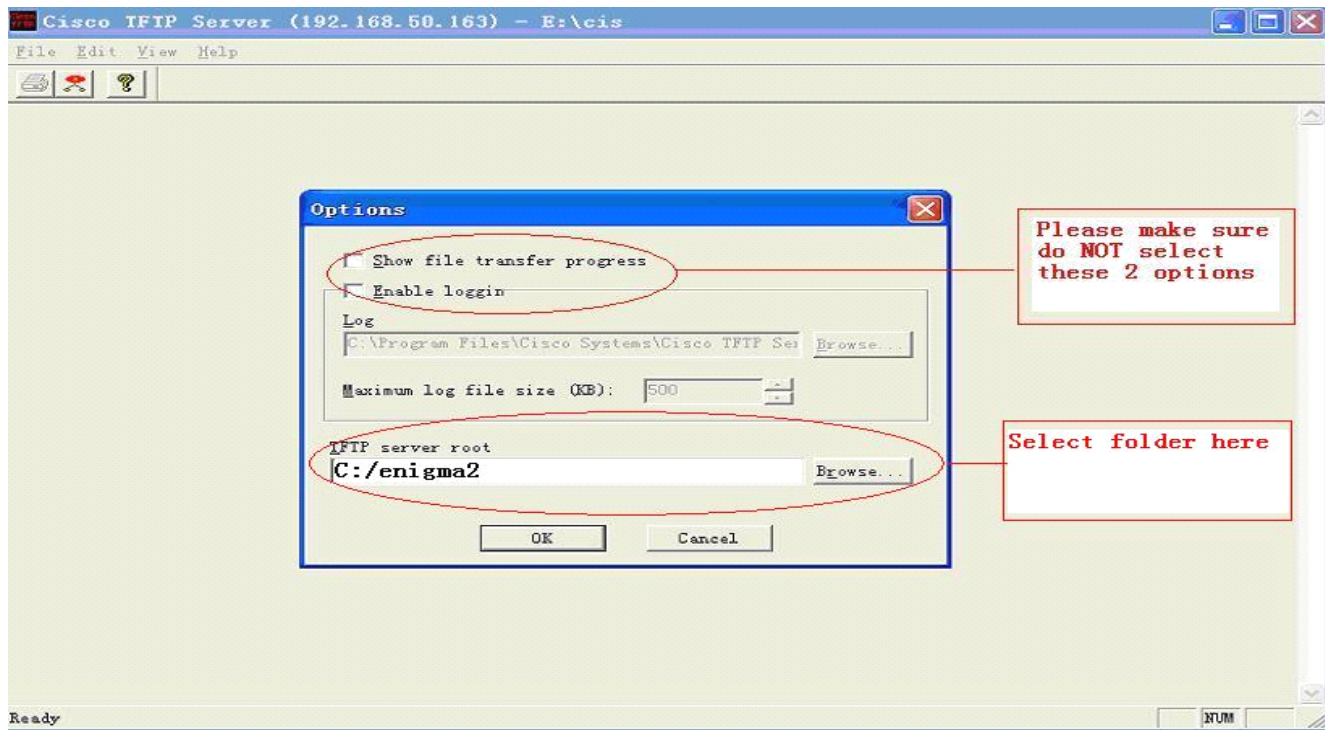 Cisco TFTP Server (192.168.50.163) - E:\cis
File Edit View Help
Options
Show file transfer progress
Enable loggin
Log
C:\Program Files\Cisco Systems\Cisco TFTP Ser Browse...
Maximum log file size (KB): 500
TFTP server root
C:/enigma2 Browse...
OK Cancel
Please make sure
do NOT select
these 2 options
Select folder here
Ready NUM